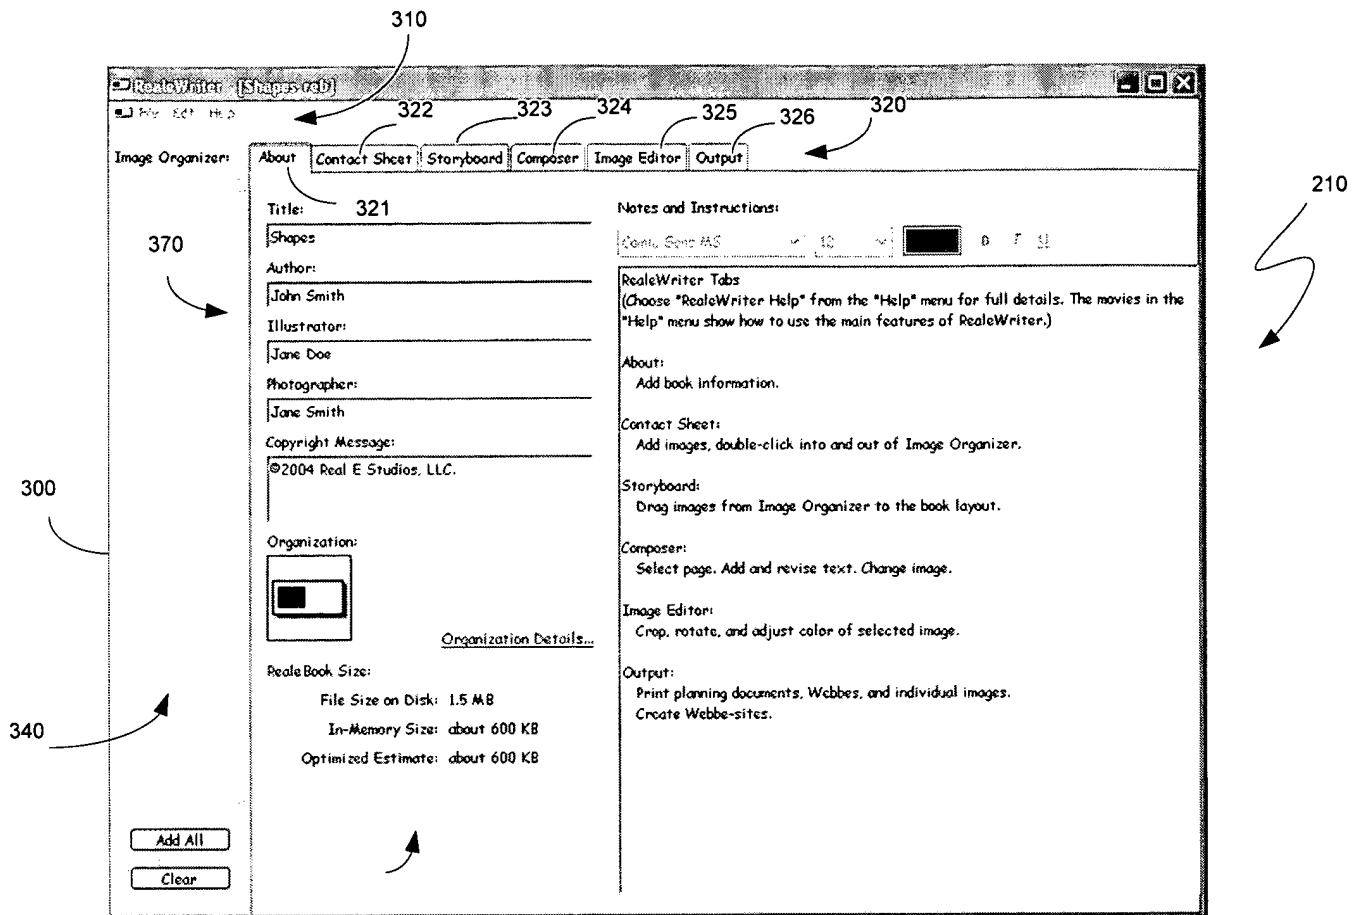 310
RealeWriter - [Shapes.reb]
File Edit Help
322 323 324 325 326 320
Image Organizer: About Contact Sheet Storyboard Composer Image Editor Output
210
321
Title:
Shapes
370
Author:
John Smith
Illustrator:
Jane Doe
Photographer:
Jane Smith
Copyright Message:
©2004 Real E Studios, LLC.
300
Organization:
Organization Details...
RealeBook Size:
File Size on Disk: 1.5 MB
In-Memory Size: about 600 KB
Optimized Estimate: about 600 KB
340
Add All
Clear
Notes and Instructions:
Comic Sans MS 12 B I U
RealeWriter Tabs
(Choose "RealeWriter Help" from the "Help" menu for full details. The movies in the
"Help" menu show how to use the main features of RealeWriter.)
About:
Add book information.
Contact Sheet:
Add images, double-click into and out of Image Organizer.
Storyboard:
Drag images from Image Organizer to the book layout.
Composer:
Select page. Add and revise text. Change image.
Image Editor:
Crop, rotate, and adjust color of selected image.
Output:
Print planning documents, Webbes, and individual images.
Create Webbe-sites.